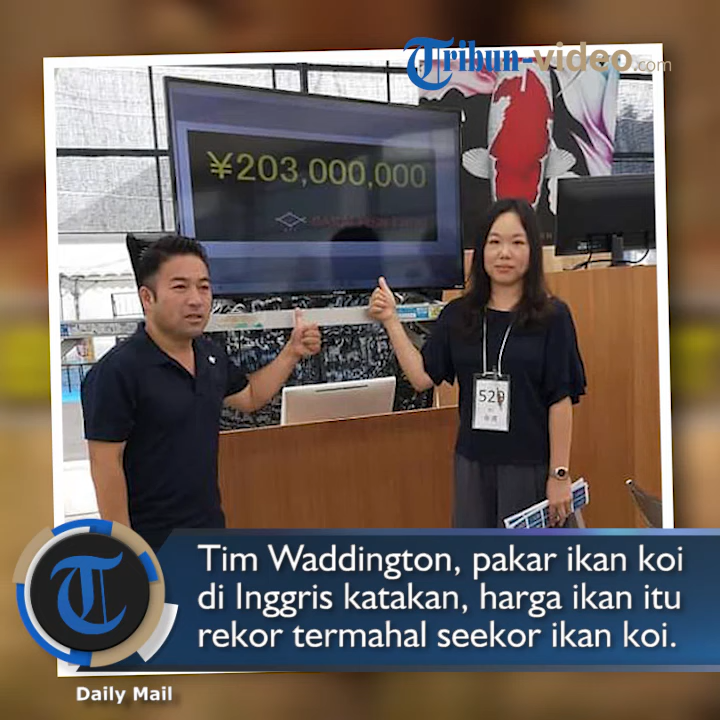 Tribun-video.com
¥203,000,000
529
Tim Waddington, pakar ikan koi
di Inggris katakan, harga ikan itu
rekor termahal seekor ikan koi.
T
Daily Mail